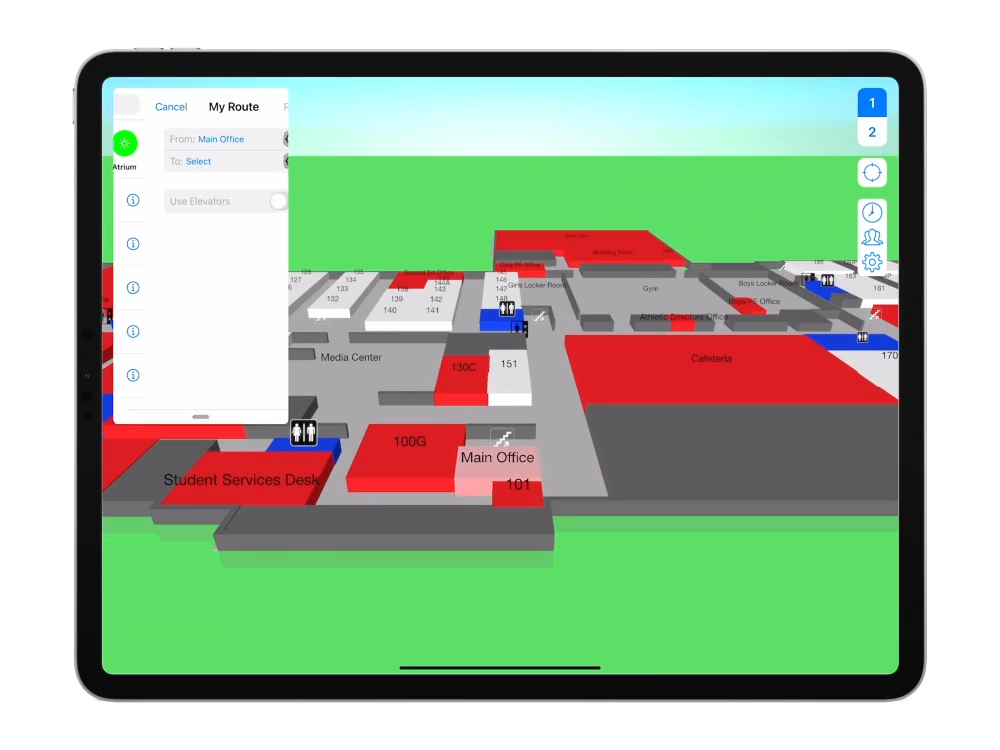 Cancel
My Route
From: Main Office
To: Select
Atrium
Use Elevators
1
2
Wrestling Room
Girls PE Office
Special Ed Office
Girls Locker Room
Gym
Boys Locker Room
Boys PE Office
Athletic Directors Office
127
134
133
132
138
139
140
144A
143
142
141
146
147
148
185
183
181
Media Center
130C
151
Cafeteria
170
100G
Main Office
101
Student Services Desk